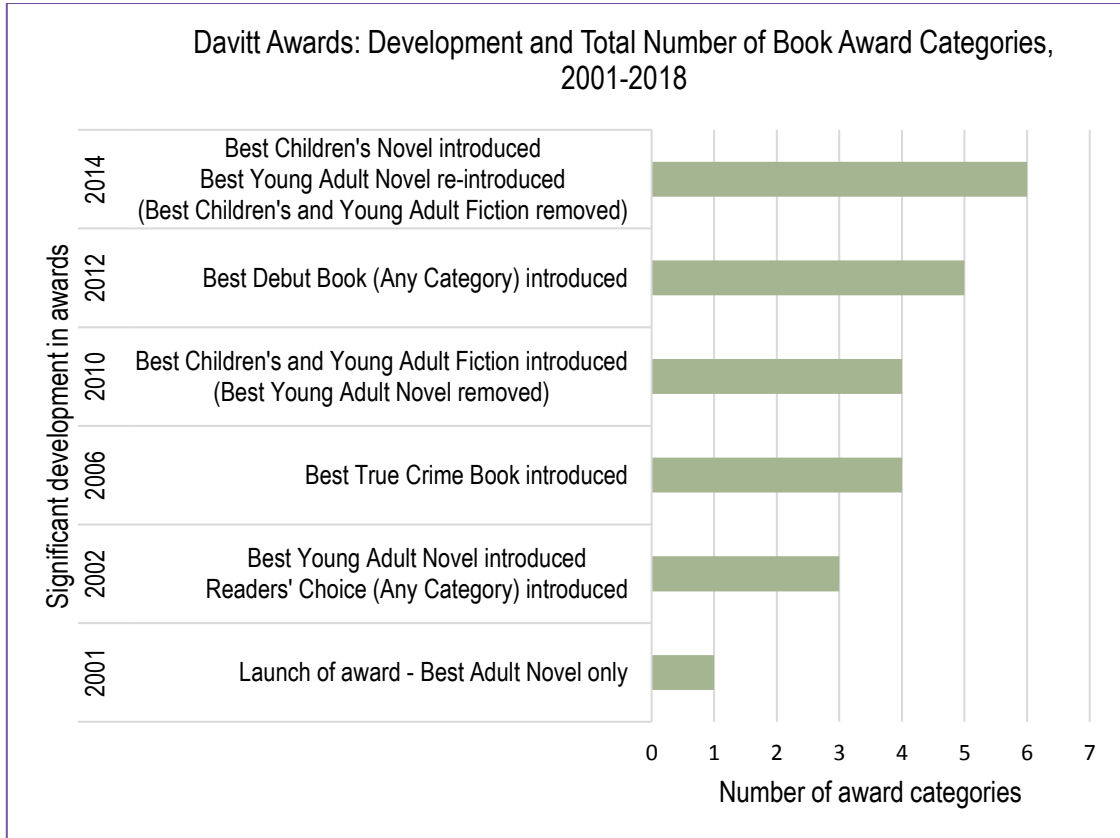 Davitt Awards: Development and Total Number of Book Award Categories,
2001-2018
Significant development in awards
2014
Best Children's Novel introduced
Best Young Adult Novel re-introduced
(Best Children's and Young Adult Fiction removed)
2012
Best Debut Book (Any Category) introduced
2010
Best Children's and Young Adult Fiction introduced
(Best Young Adult Novel removed)
2006
Best True Crime Book introduced
2002
Best Young Adult Novel introduced
Readers' Choice (Any Category) introduced
2001
Launch of award - Best Adult Novel only
0 1 2 3 4 5 6 7
Number of award categories